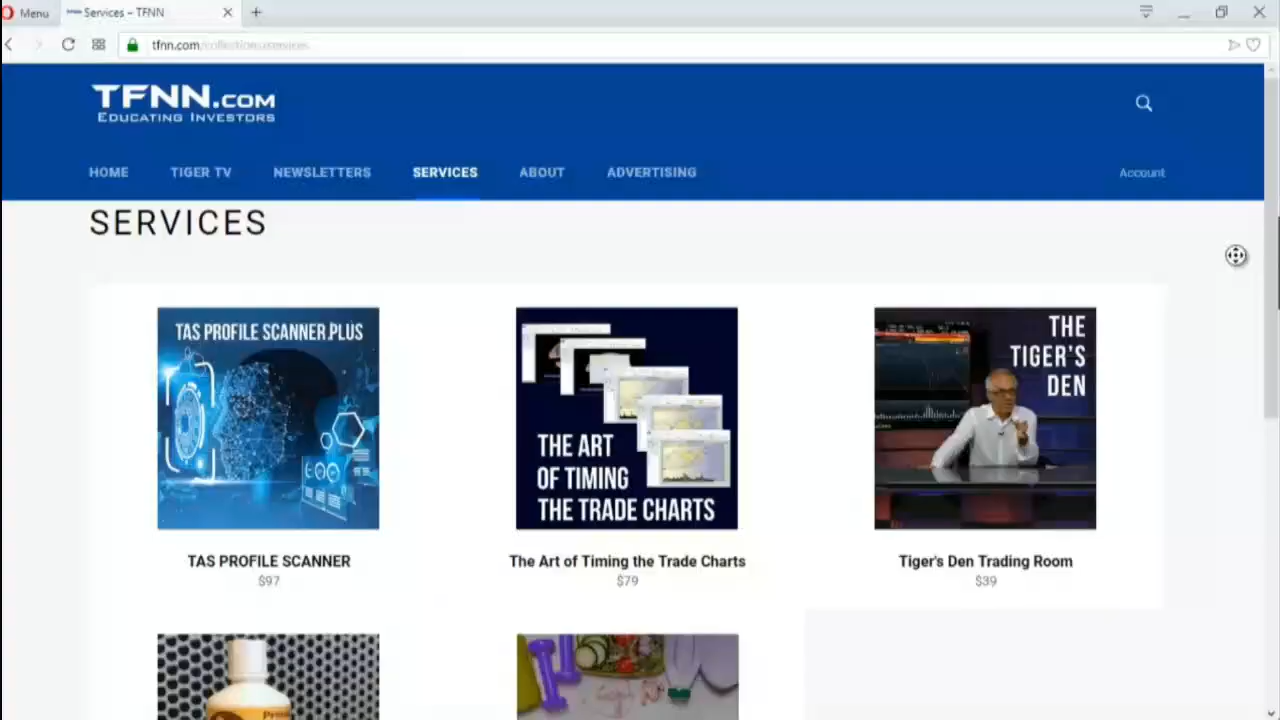 Menu
Services – TFNN
tfnn.com/collections/services
TFNN.COM
EDUCATING INVESTORS
HOME TIGER TV NEWSLETTERS SERVICES ABOUT ADVERTISING Account
SERVICES
TAS PROFILE SCANNER PLUS
THE ART
OF TIMING
THE TRADE CHARTS
THE
TIGER'S
DEN
TAS PROFILE SCANNER
$97
The Art of Timing the Trade Charts
$79
Tiger's Den Trading Room
$39